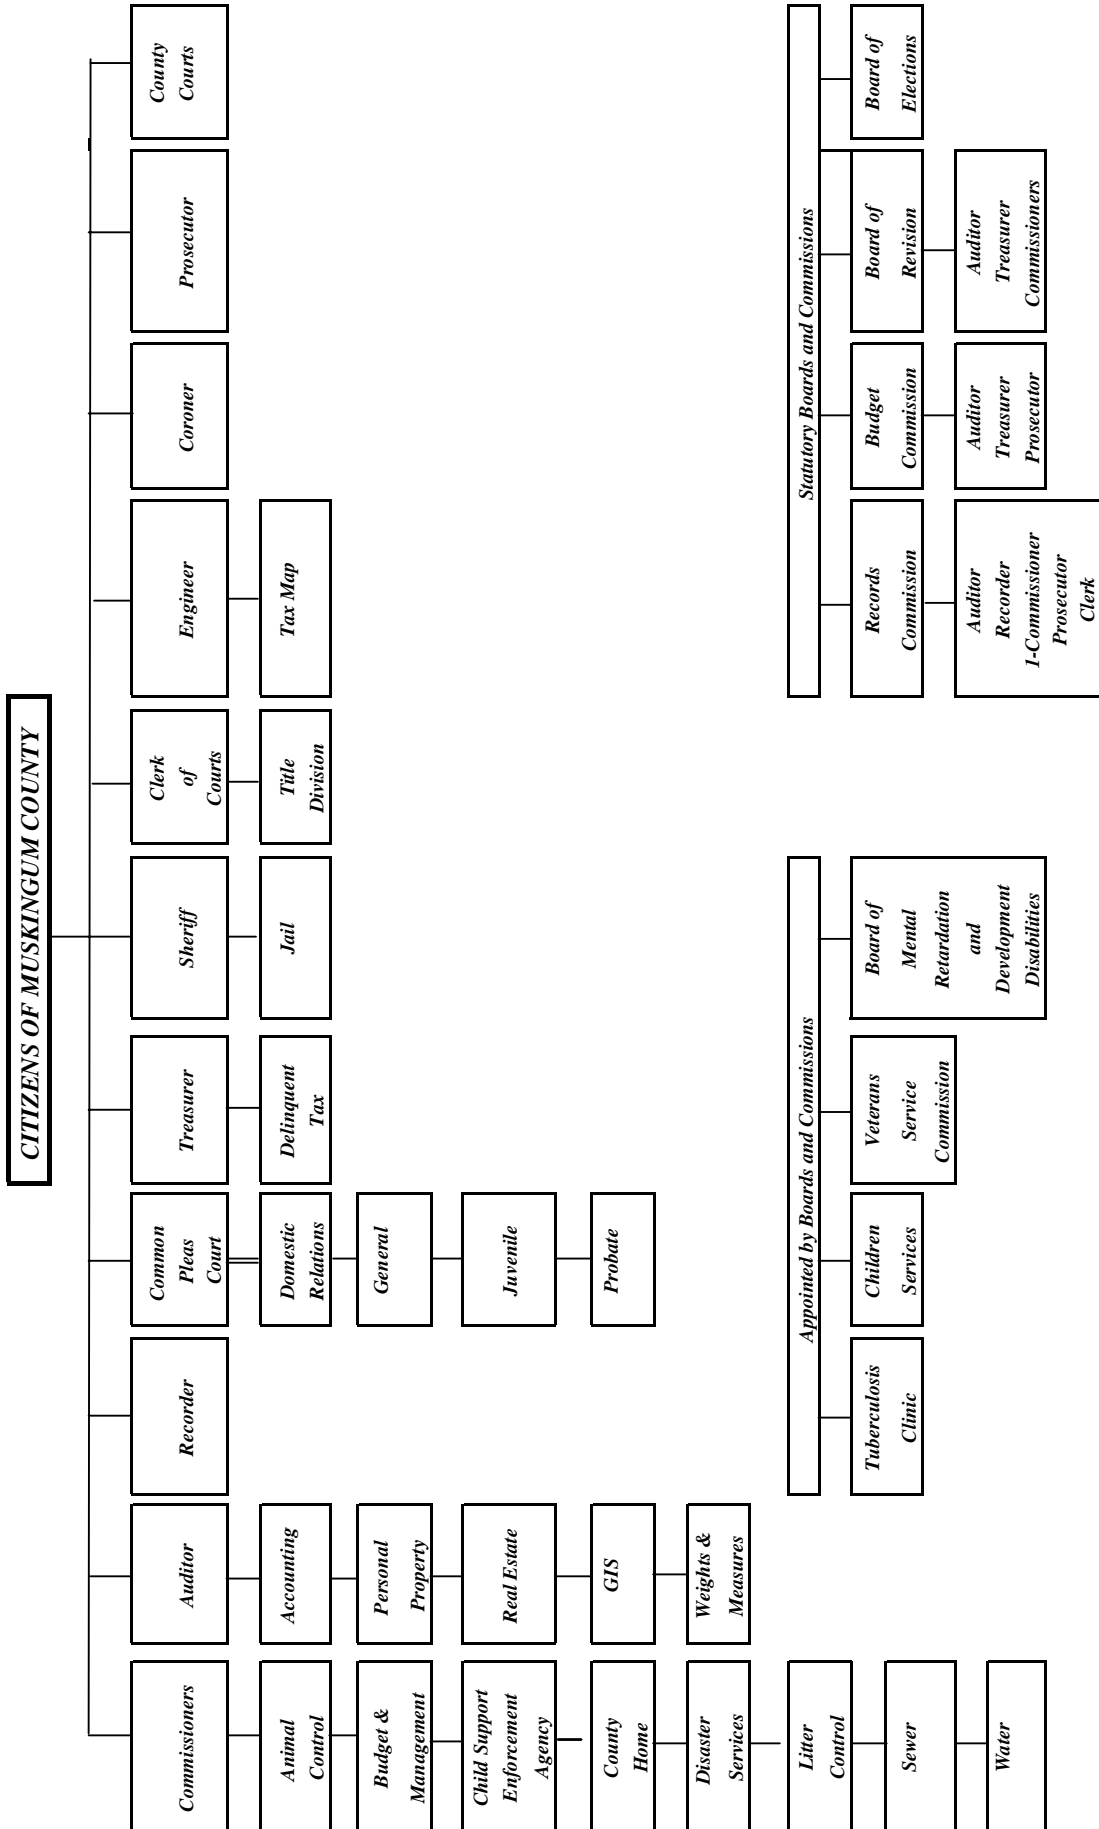 CITIZENS OF MUSKINGUM COUNTY
Commissioners
Auditor
Recorder
Common
Pleas
Court
Treasurer
Sheriff
Clerk
of
Courts
Engineer
Coroner
Prosecutor
County
Courts
Animal
Control
Accounting
Domestic
Relations
Delinquent
Tax
Jail
Title
Division
Tax Map
Budget &
Management
Personal
Property
General
Child Support
Enforcement
Agency
Real Estate
Juvenile
County
Home
GIS
Probate
Disaster
Services
Weights &
Measures
Litter
Control
Sewer
Water
Appointed by Boards and Commissions
Tuberculosis
Clinic
Children
Services
Veterans
Service
Commission
Board of
Mental
Retardation
and
Development
Disabilities
Statutory Boards and Commissions
Records
Commission
Budget
Commission
Board of
Revision
Board of
Elections
Auditor
Recorder
1-Commissioner
Prosecutor
Clerk
Auditor
Treasurer
Prosecutor
Auditor
Treasurer
Commissioners